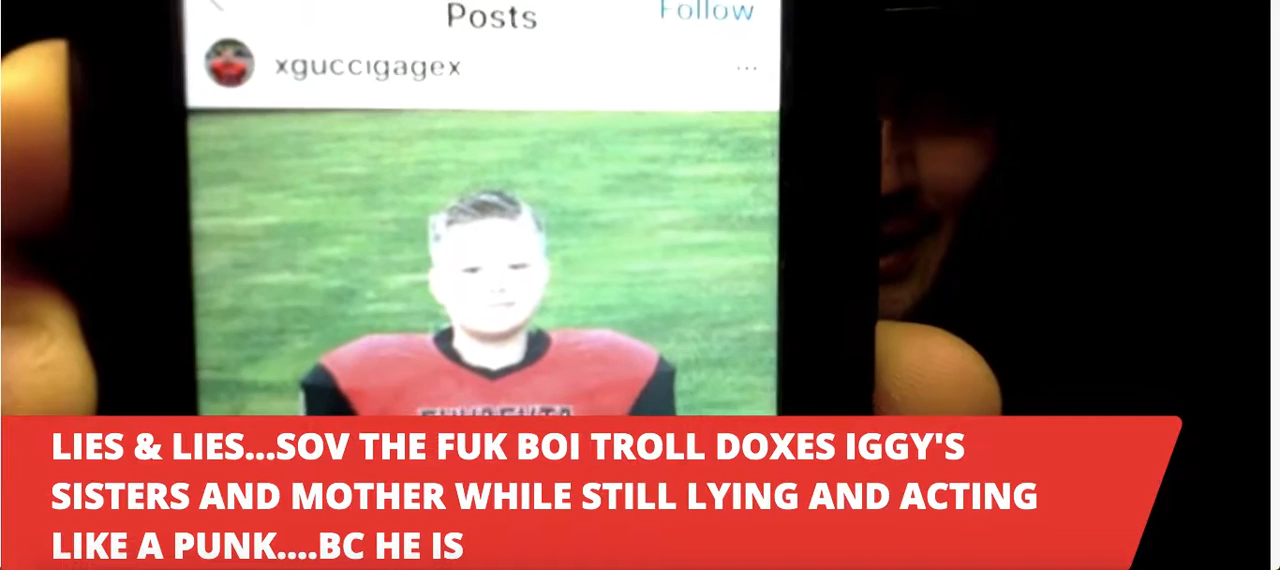 Posts
Follow
xguccigagex
LIES & LIES...SOV THE FUK BOI TROLL DOXES IGGY'S
SISTERS AND MOTHER WHILE STILL LYING AND ACTING
LIKE A PUNK....BC HE IS